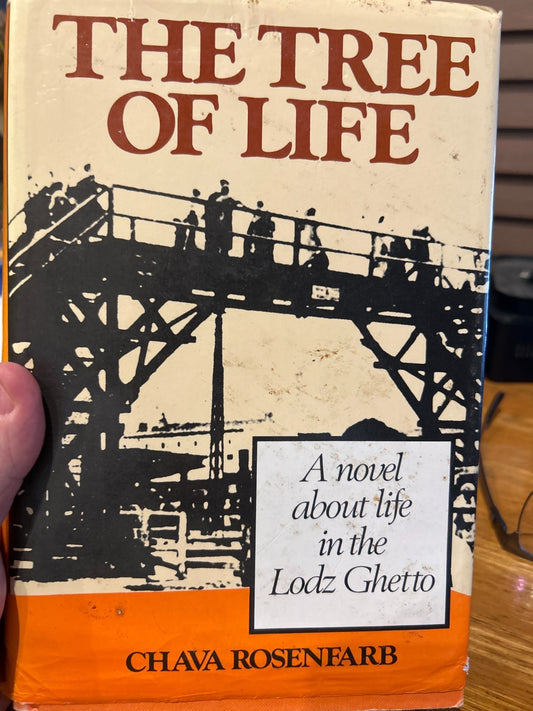 THE TREE
OF LIFE
A novel
about life
in the
Lodz Ghetto
CHAVA ROSENFARB